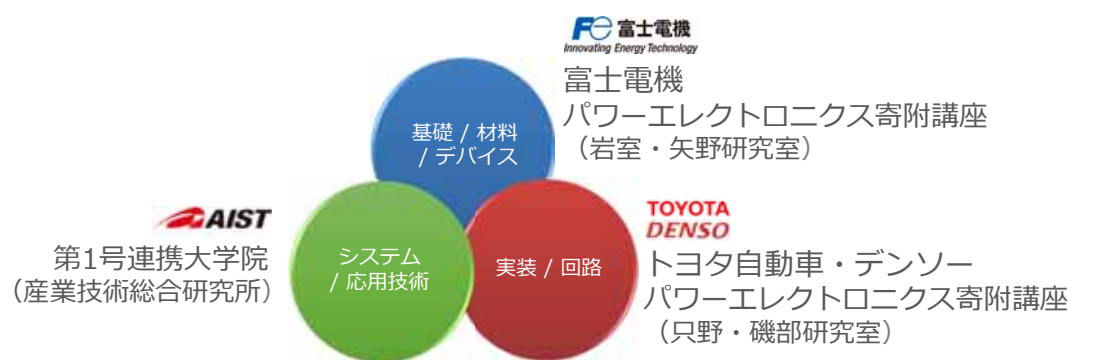 富士電機
Innovating Energy Technology
富士電機
パワーエレクトロニクス寄附講座
（岩室・矢野研究室）
基礎 / 材料
/ デバイス
AIST
第1号連携大学院
（産業技術総合研究所）
システム
/ 応用技術
実装 / 回路
TOYOTA
DENSO
トヨタ自動車・デンソー
パワーエレクトロニクス寄附講座
（只野・磯部研究室）